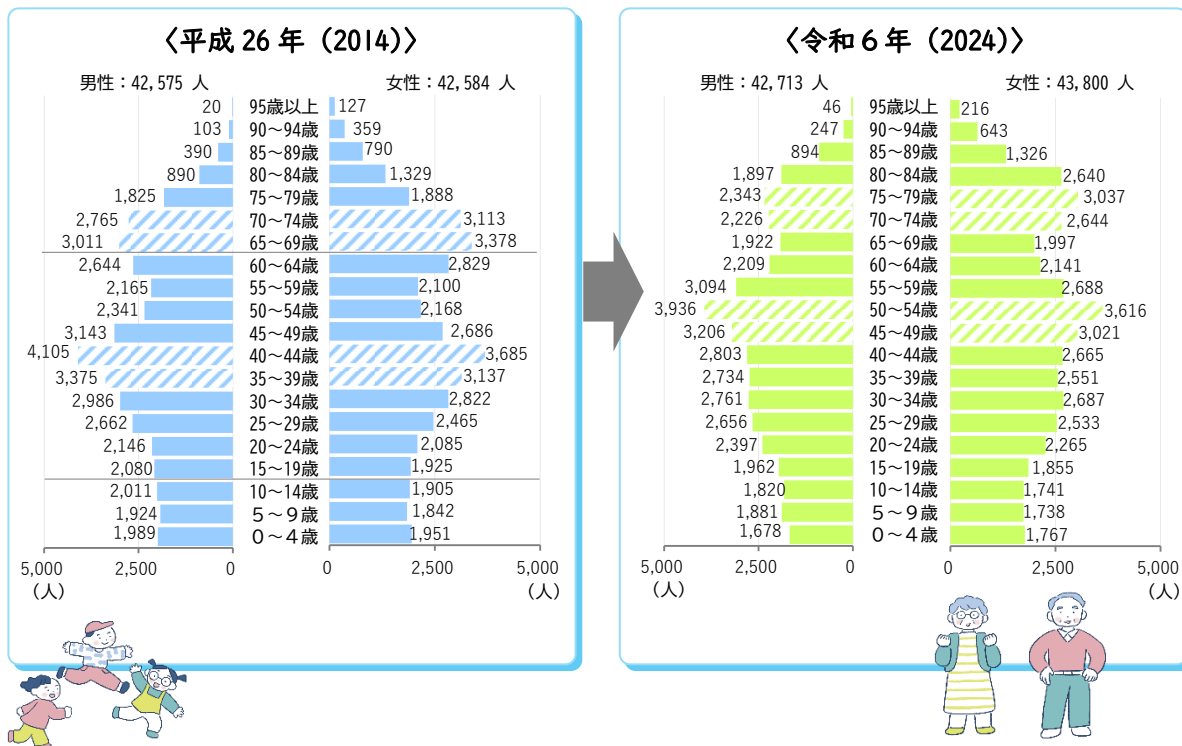 〈平成 26 年（2014)〉
男性：42,575 人 女性：42,584 人
20 95歳以上 127
103 90～94歳 359
390 85～89歳 790
890 80～84歳 1,329
1,825 75～79歳 1,888
2,765 70～74歳 3,113
3,011 65～69歳 3,378
2,644 60～64歳 2,829
2,165 55～59歳 2,100
2,341 50～54歳 2,168
3,143 45～49歳 2,686
4,105 40～44歳 3,685
3,375 35～39歳 3,137
2,986 30～34歳 2,822
2,662 25～29歳 2,465
2,146 20～24歳 2,085
2,080 15～19歳 1,925
2,011 10～14歳 1,905
1,924 ５～９歳 1,842
1,989 ０～４歳 1,951
5,000 2,500 0 0 2,500 5,000
（人） （人）
〈令和６年（2024)〉
男性：42,713 人 女性：43,800 人
46 95歳以上 216
247 90～94歳 643
894 85～89歳 1,326
1,897 80～84歳 2,640
2,343 75～79歳 3,037
2,226 70～74歳 2,644
1,922 65～69歳 1,997
2,209 60～64歳 2,141
3,094 55～59歳 2,688
3,936 50～54歳 3,616
3,206 45～49歳 3,021
2,803 40～44歳 2,665
2,734 35～39歳 2,551
2,761 30～34歳 2,687
2,656 25～29歳 2,533
2,397 20～24歳 2,265
1,962 15～19歳 1,855
1,820 10～14歳 1,741
1,881 ５～９歳 1,738
1,678 ０～４歳 1,767
5,000 2,500 0 0 2,500 5,000
（人） （人）